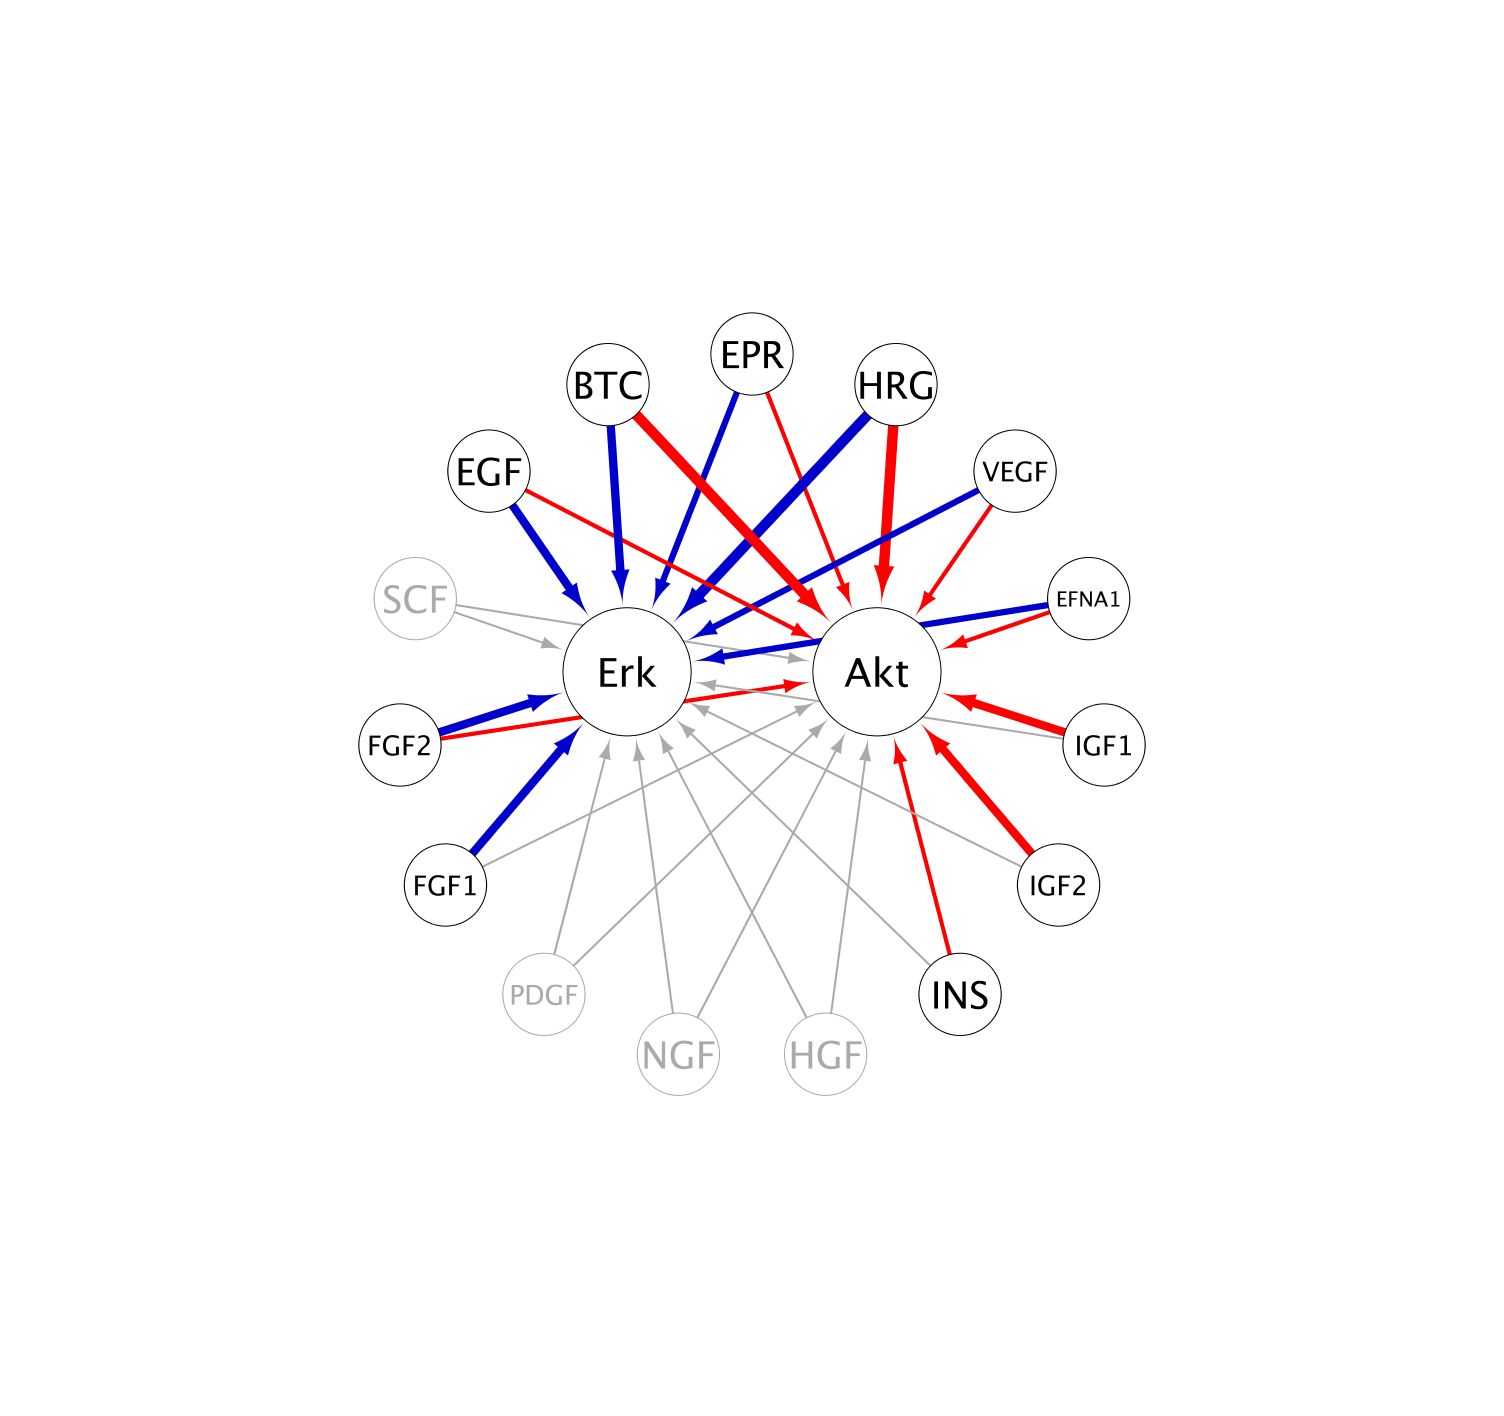 EPR
BTC
HRG
EGF
VEGF
SCF
EFNA1
Erk
Akt
FGF2
IGF1
FGF1
IGF2
PDGF
INS
NGF
HGF